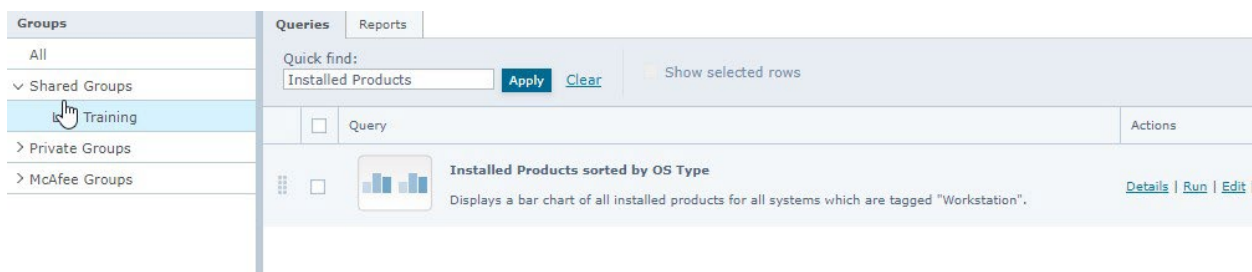 Groups
All
Shared Groups
Training
Private Groups
McAfee Groups
Queries Reports
Quick find:
Installed Products Apply Clear Show selected rows
Query Actions
Installed Products sorted by OS Type
Displays a bar chart of all installed products for all systems which are tagged "Workstation".
Details | Run | Edit